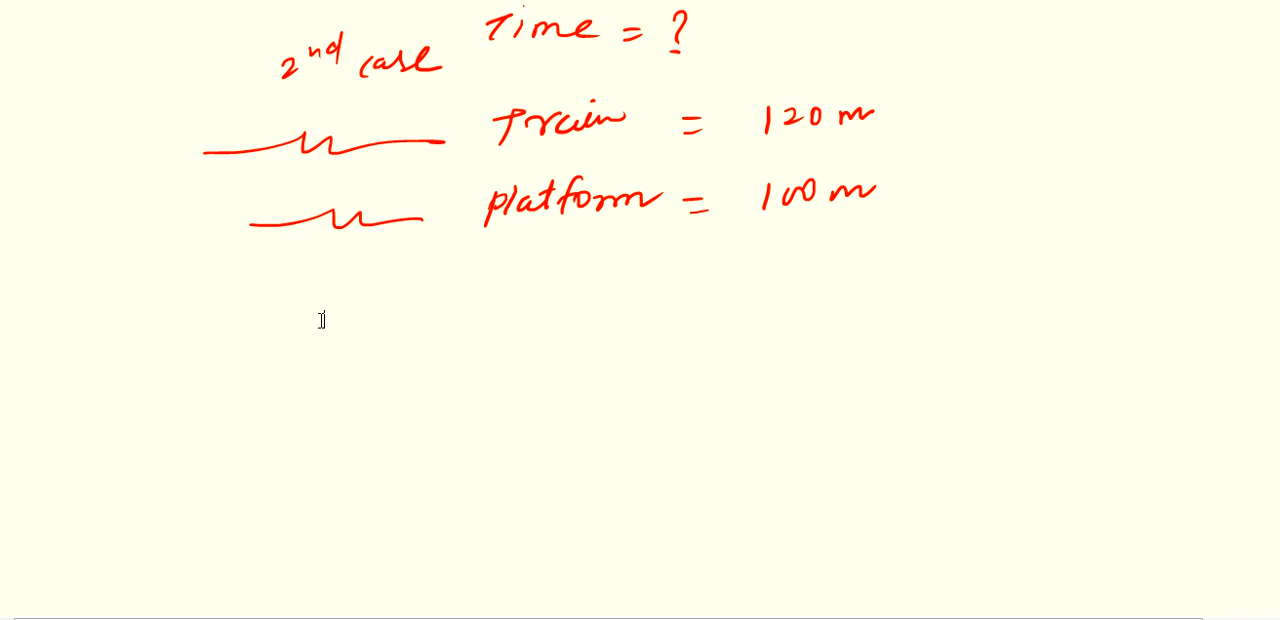 Time = ?
2nd case
Train = 120 m
platform = 100 m